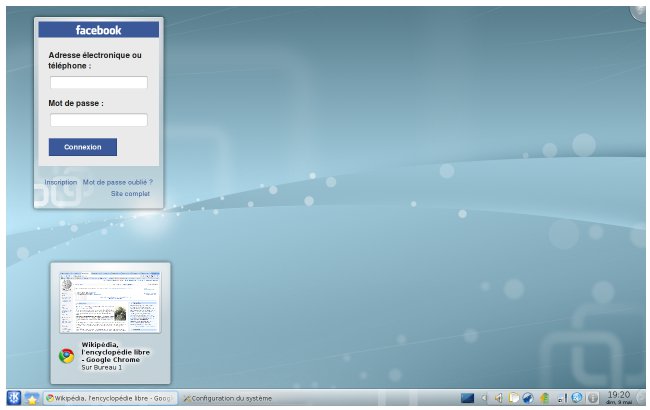 facebook
Adresse électronique ou
téléphone :
Mot de passe :
Connexion
Inscription Mot de passe oublié ?
Site complet
Wikipédia,
l'encyclopédie libre
- Google Chrome
Sur Bureau 1
Wikipédia, l'encyclopédie libre - Googl
Configuration du système
19:20
dim. 9 mai